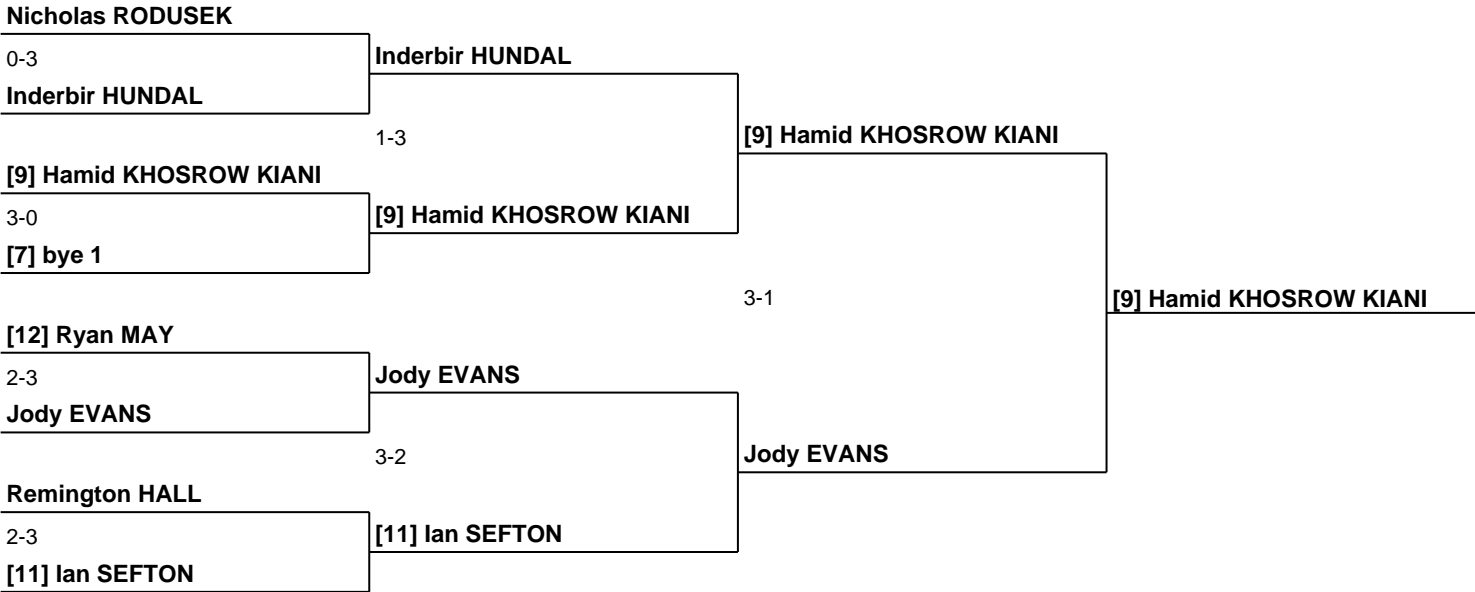 Nicholas RODUSEK
0-3
Inderbir HUNDAL
Inderbir HUNDAL
1-3
[9] Hamid KHOSROW KIANI
[9] Hamid KHOSROW KIANI
3-0
[9] Hamid KHOSROW KIANI
[7] bye 1
3-1
[9] Hamid KHOSROW KIANI
[12] Ryan MAY
2-3
Jody EVANS
Jody EVANS
3-2
Jody EVANS
Remington HALL
2-3
[11] Ian SEFTON
[11] Ian SEFTON